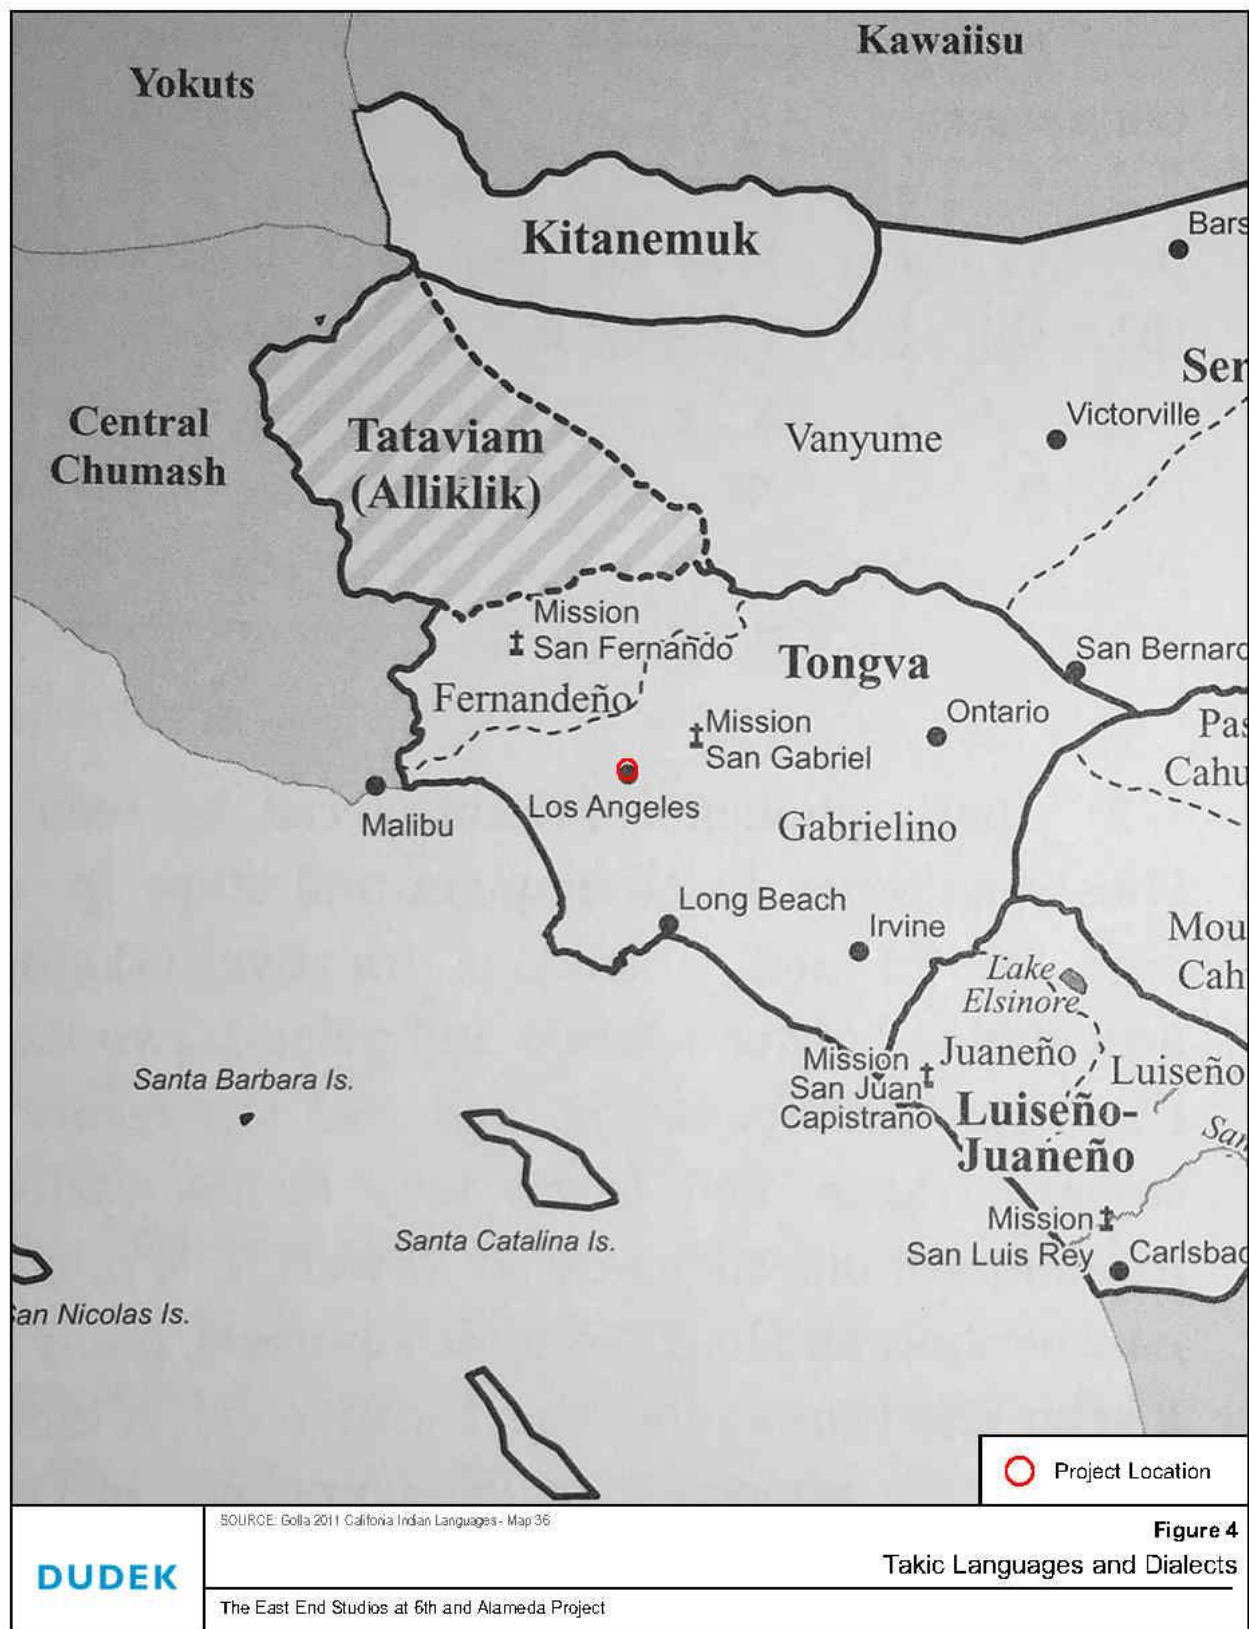 Kawaiisu
Yokuts
Kitanemuk
Bars
Ser
Central
Chumash
Tataviam
(Alliklik)
Vanyume
Victorville
Mission
San Fernando
Tongva
San Bernard
Fernandeño
Mission
San Gabriel
Ontario
Pas
Cahu
Los Angeles
Malibu
Gabrielino
Long Beach
Irvine
Mou
Cah
Lake
Elsinore
Santa Barbara Is.
Mission
San Juan
Capistrano
Juaneño
Luiseño
Luiseño-
Juaneño
San
Santa Catalina Is.
Mission
San Luis Rey
Carlsbad
an Nicolas Is.
Project Location
SOURCE: Golla 2011 Califonia Indian Languages - Map 36
Figure 4
Takic Languages and Dialects
DUDEK
The East End Studios at 6th and Alameda Project